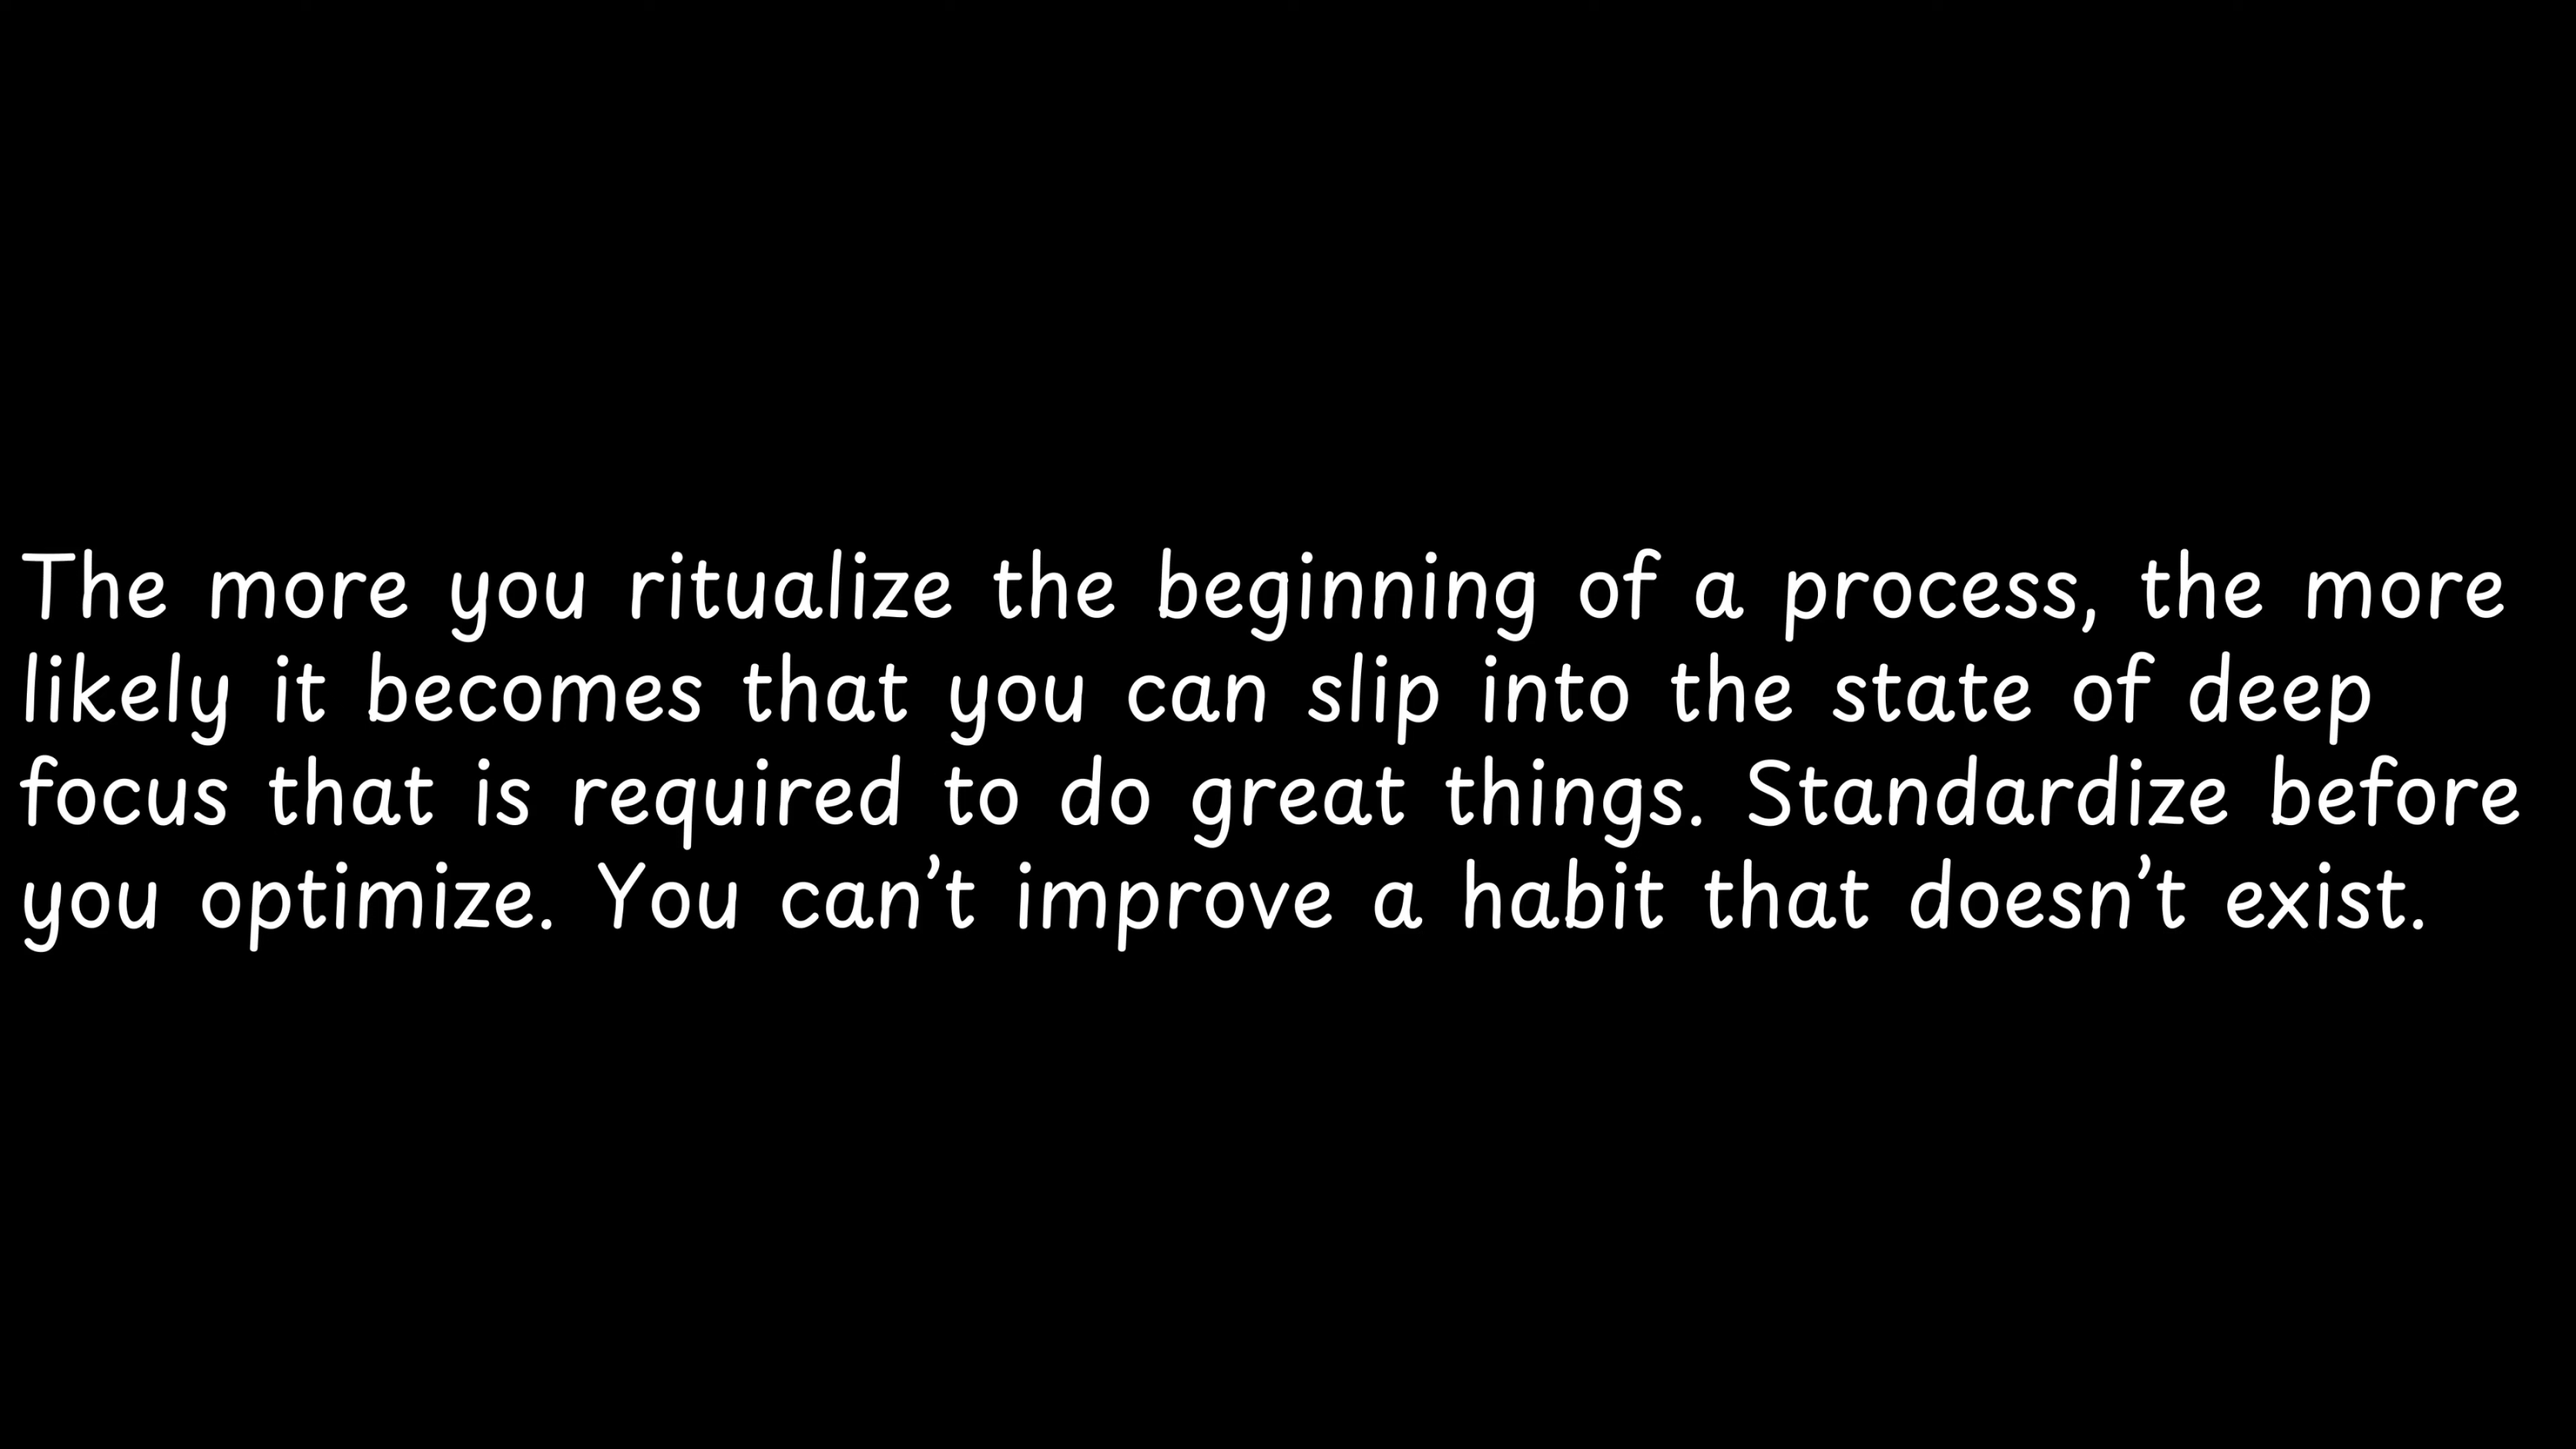 The more you ritualize the beginning of a process, the more
likely it becomes that you can slip into the state of deep
focus that is required to do great things. Standardize before
you optimize. You can’t improve a habit that doesn’t exist.